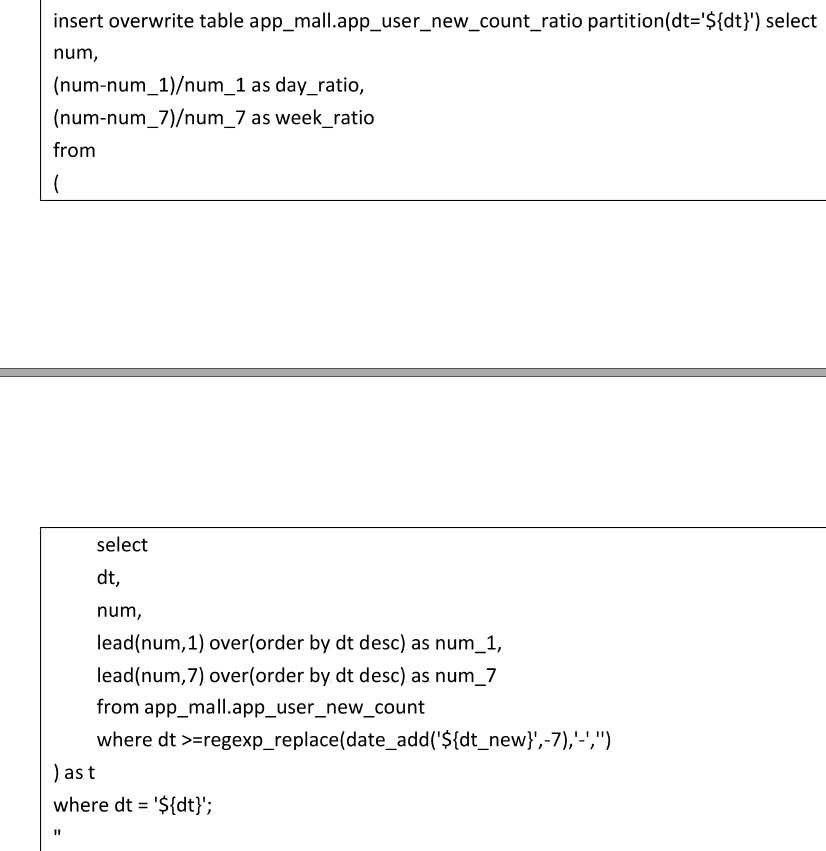 insert overwrite table app_mall.app_user_new_count_ratio partition(dt='${dt}') select
num,
(num-num_1)/num_1 as day_ratio,
(num-num_7)/num_7 as week_ratio
from
(
select
dt,
num,
lead(num,1) over(order by dt desc) as num_1,
lead(num,7) over(order by dt desc) as num_7
from app_mall.app_user_new_count
where dt >=regexp_replace(date_add('${dt_new}',-7),'-','')
) as t
where dt = '${dt}';
"